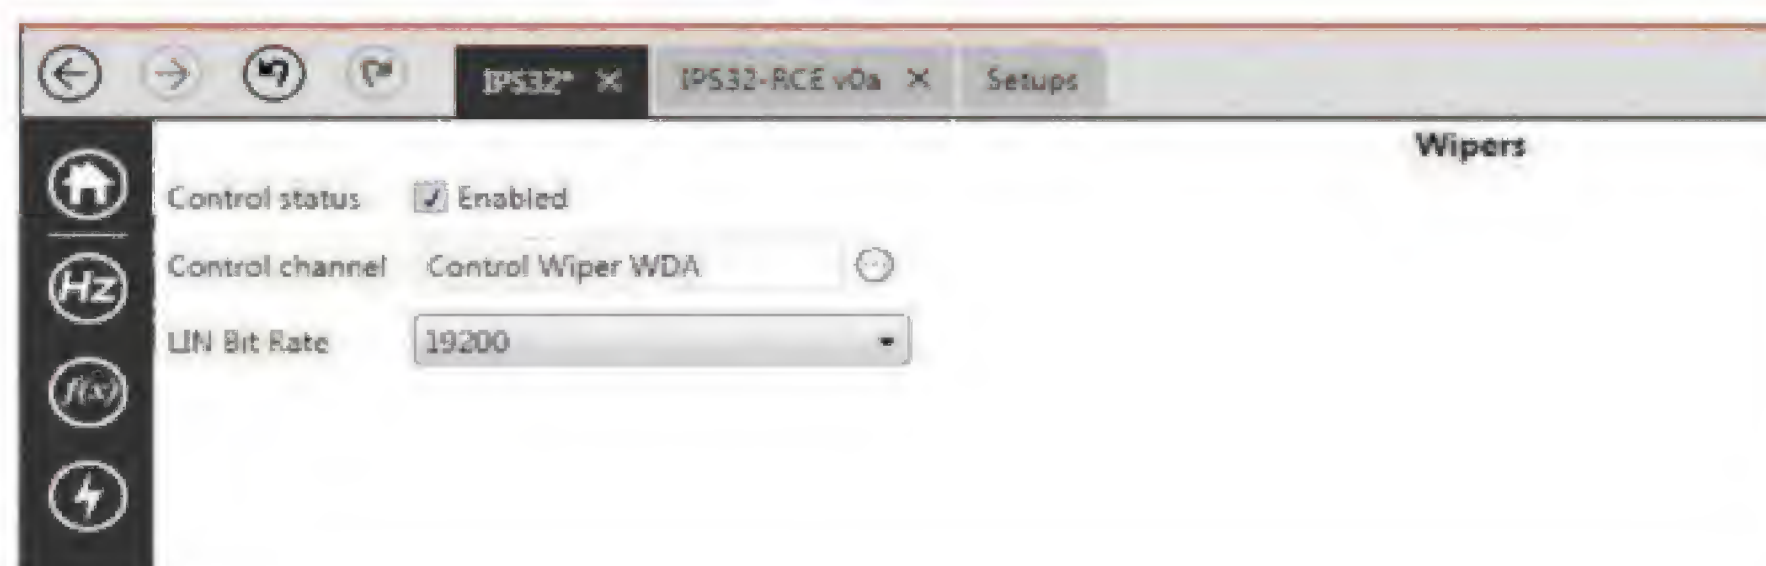 IPS32* IPS32-RCE v0a Setups
Wipers
Control status Enabled
Control channel Control Wiper WDA
LIN Bit Rate 19200
Hz
f(x)